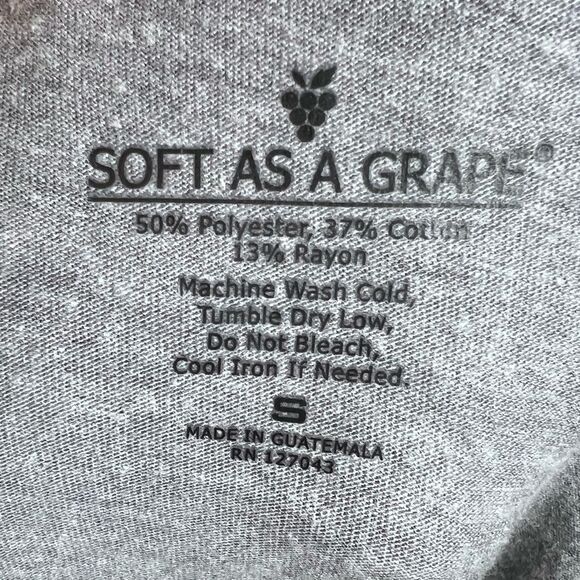 SOFT AS A GRAPE®
50% Polyester, 37% Cotton
13% Rayon
Machine Wash Cold,
Tumble Dry Low,
Do Not Bleach,
Cool Iron If Needed.
S
MADE IN GUATEMALA
RN 127043